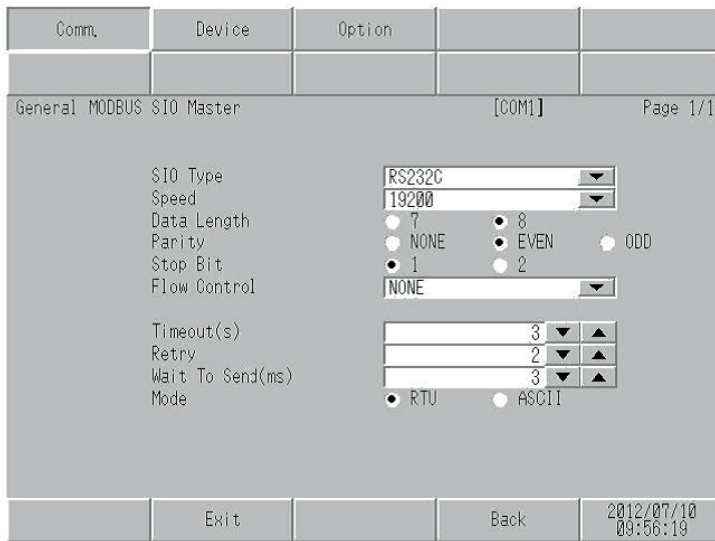 Comm. Device Option
General MODBUS SIO Master [COM1] Page 1/1
SIO Type RS232C
Speed 19200
Data Length 7 8
Parity NONE EVEN ODD
Stop Bit 1 2
Flow Control NONE
Timeout(s) 3
Retry 2
Wait To Send(ms) 3
Mode RTU ASCII
Exit Back 2012/07/10
09:56:19